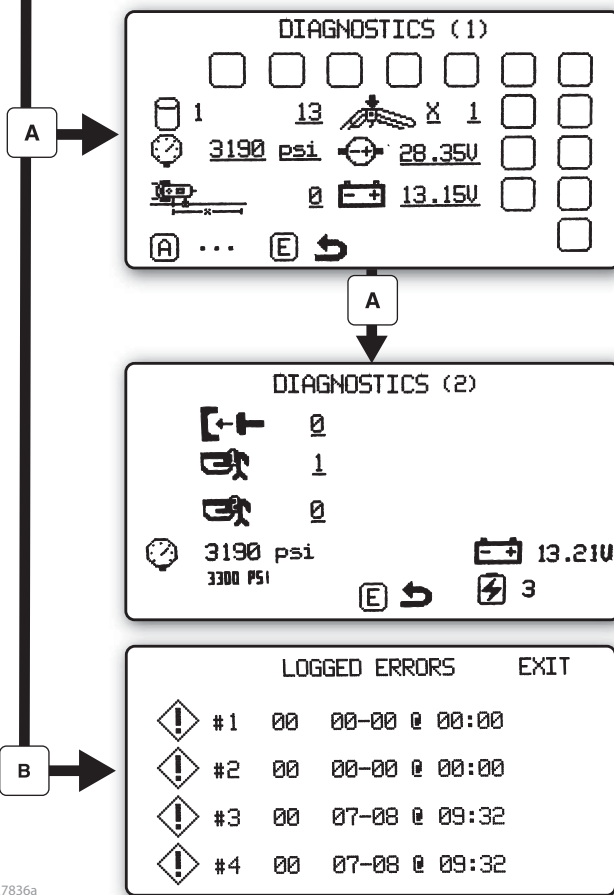 DIAGNOSTICS (1)
1 13 X 1
A 3190 psi 28.35V
0 13.15V
A ... E
A
DIAGNOSTICS (2)
0
1
0
3190 psi 13.21V
3300 PSI
E 3
LOGGED ERRORS EXIT
#1 00 00-00 @ 00:00
B #2 00 00-00 @ 00:00
#3 00 07-08 @ 09:32
#4 00 07-08 @ 09:32
7836a